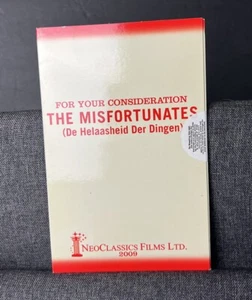 FOR YOUR CONSIDERATION
THE MISFORTUNATES
(De Helaasheid Der Dingen)
NEOCLASSICS FILMS LTD.
2009